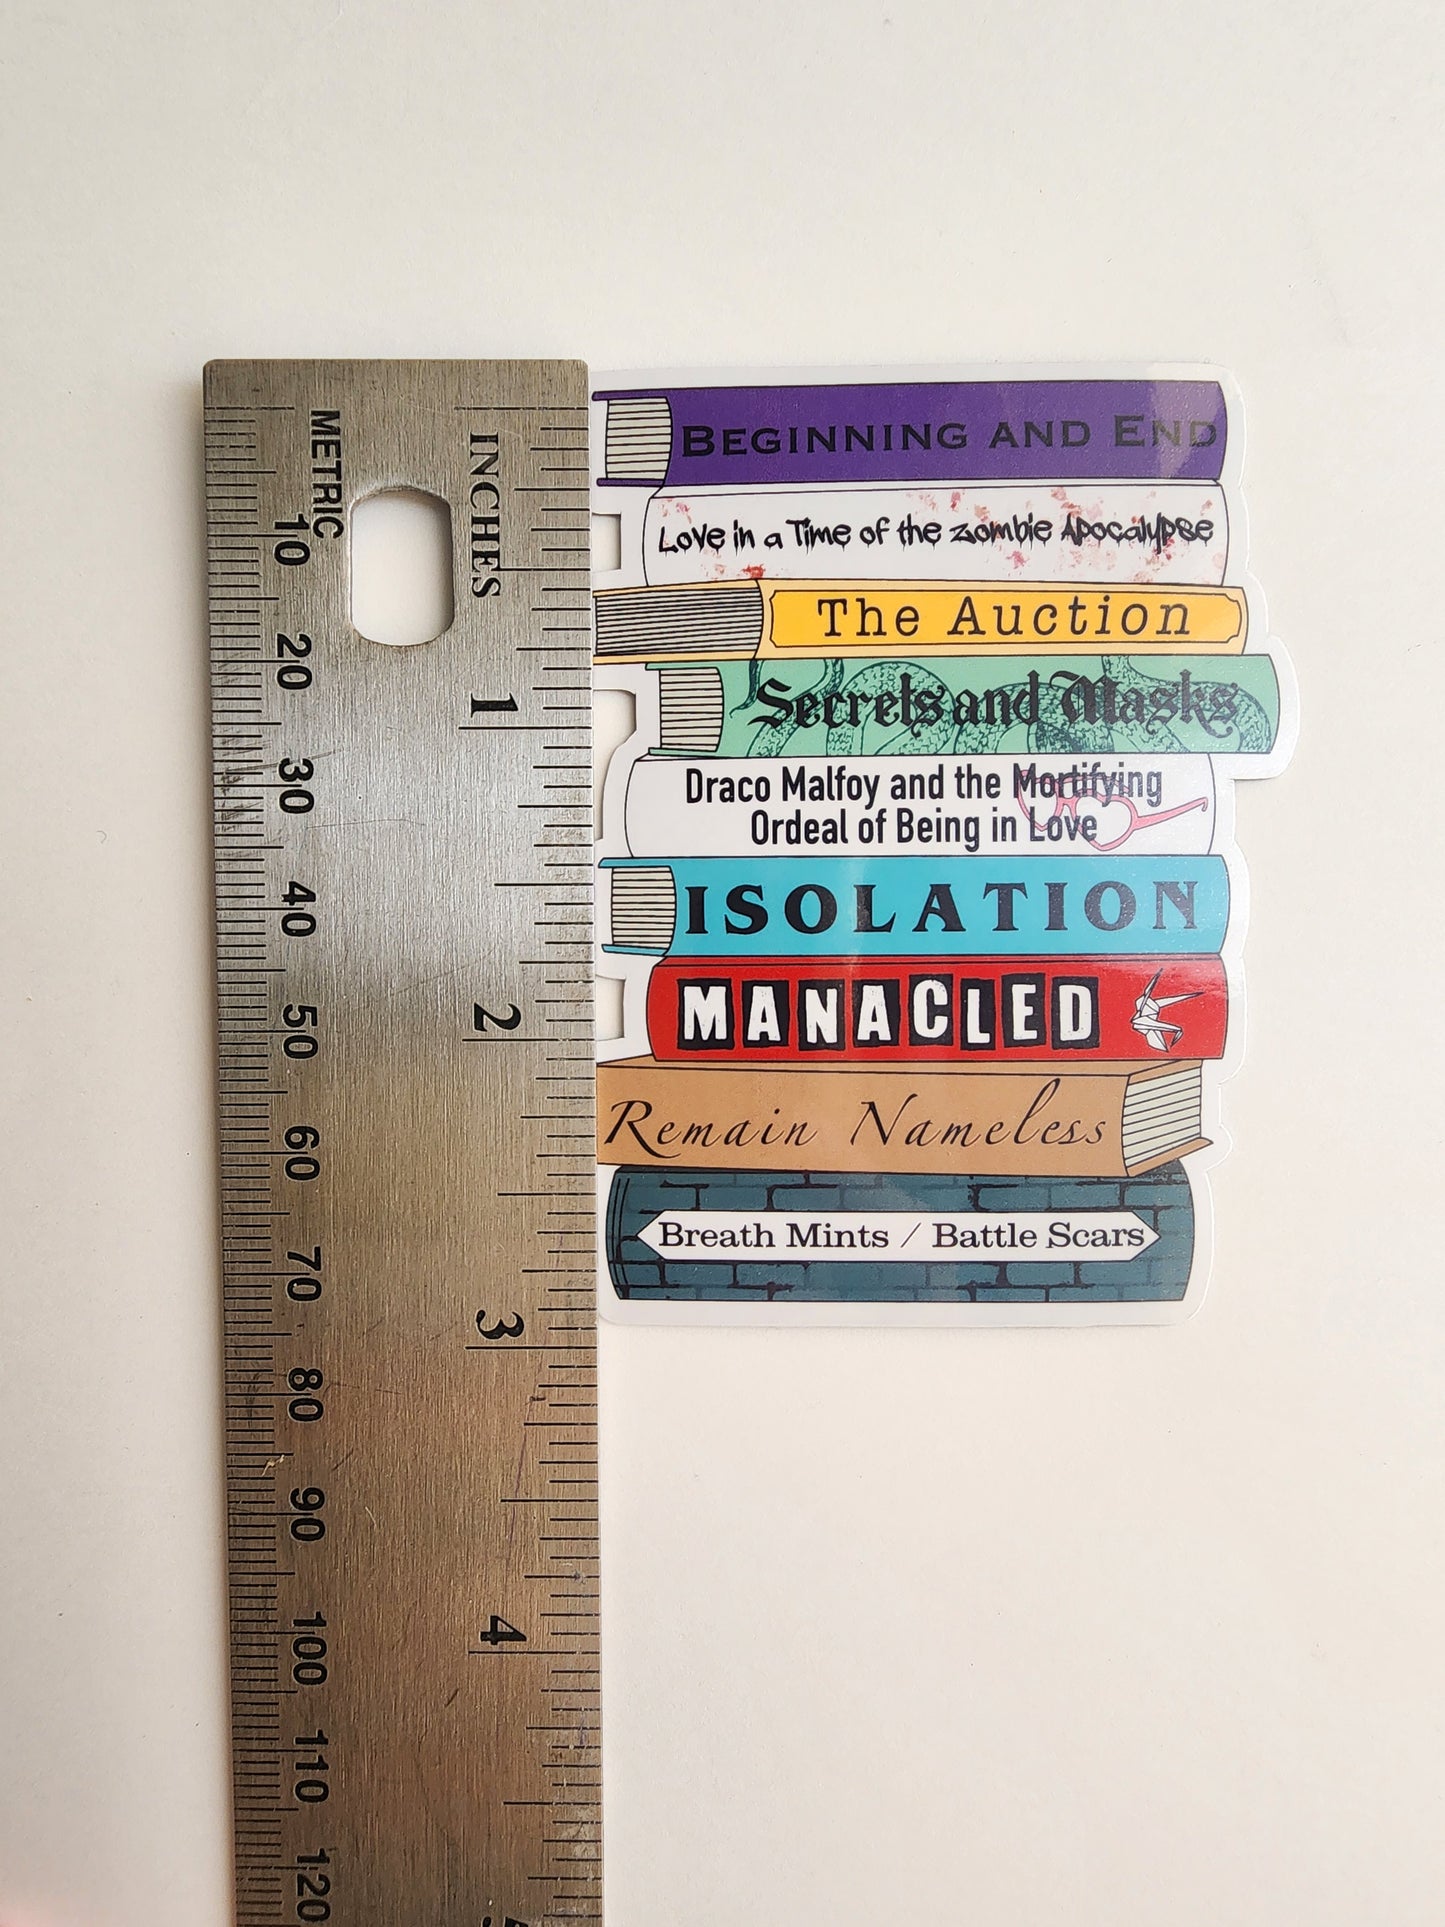 METRIC
INCHES
10
20
30
40
50
60
70
80
90
100
110
120
1
2
3
4
BEGINNING AND END
Love in a Time of the Zombie Apocalypse
The Auction
Secrets and Masks
Draco Malfoy and the Mortifying
Ordeal of Being in Love
ISOLATION
MANACLED
Remain Nameless
Breath Mints / Battle Scars